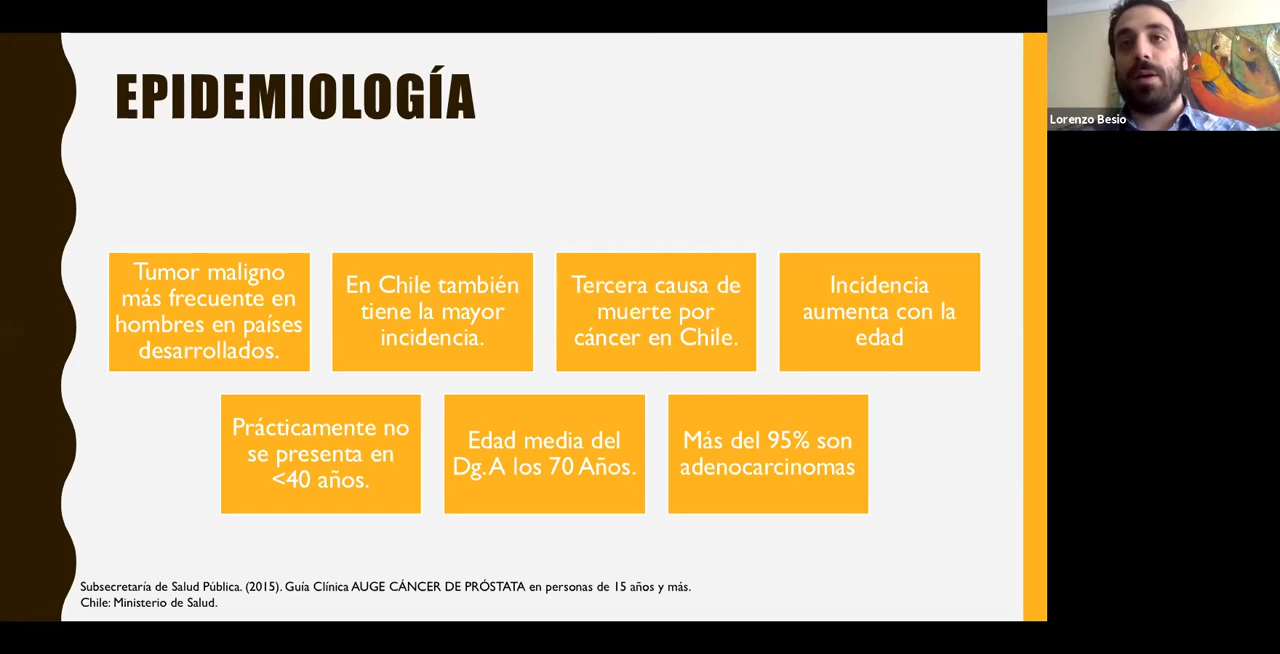 EPIDEMIOLOGÍA
Lorenzo Besio
Tumor maligno
más frecuente en
hombres en países
desarrollados.
En Chile también
tiene la mayor
incidencia.
Tercera causa de
muerte por
cáncer en Chile.
Incidencia
aumenta con la
edad
Prácticamente no
se presenta en
<40 años.
Edad media del
Dg. A los 70 Años.
Más del 95% son
adenocarcinomas
Subsecretaría de Salud Pública. (2015). Guía Clínica AUGE CÁNCER DE PRÓSTATA en personas de 15 años y más.
Chile: Ministerio de Salud.